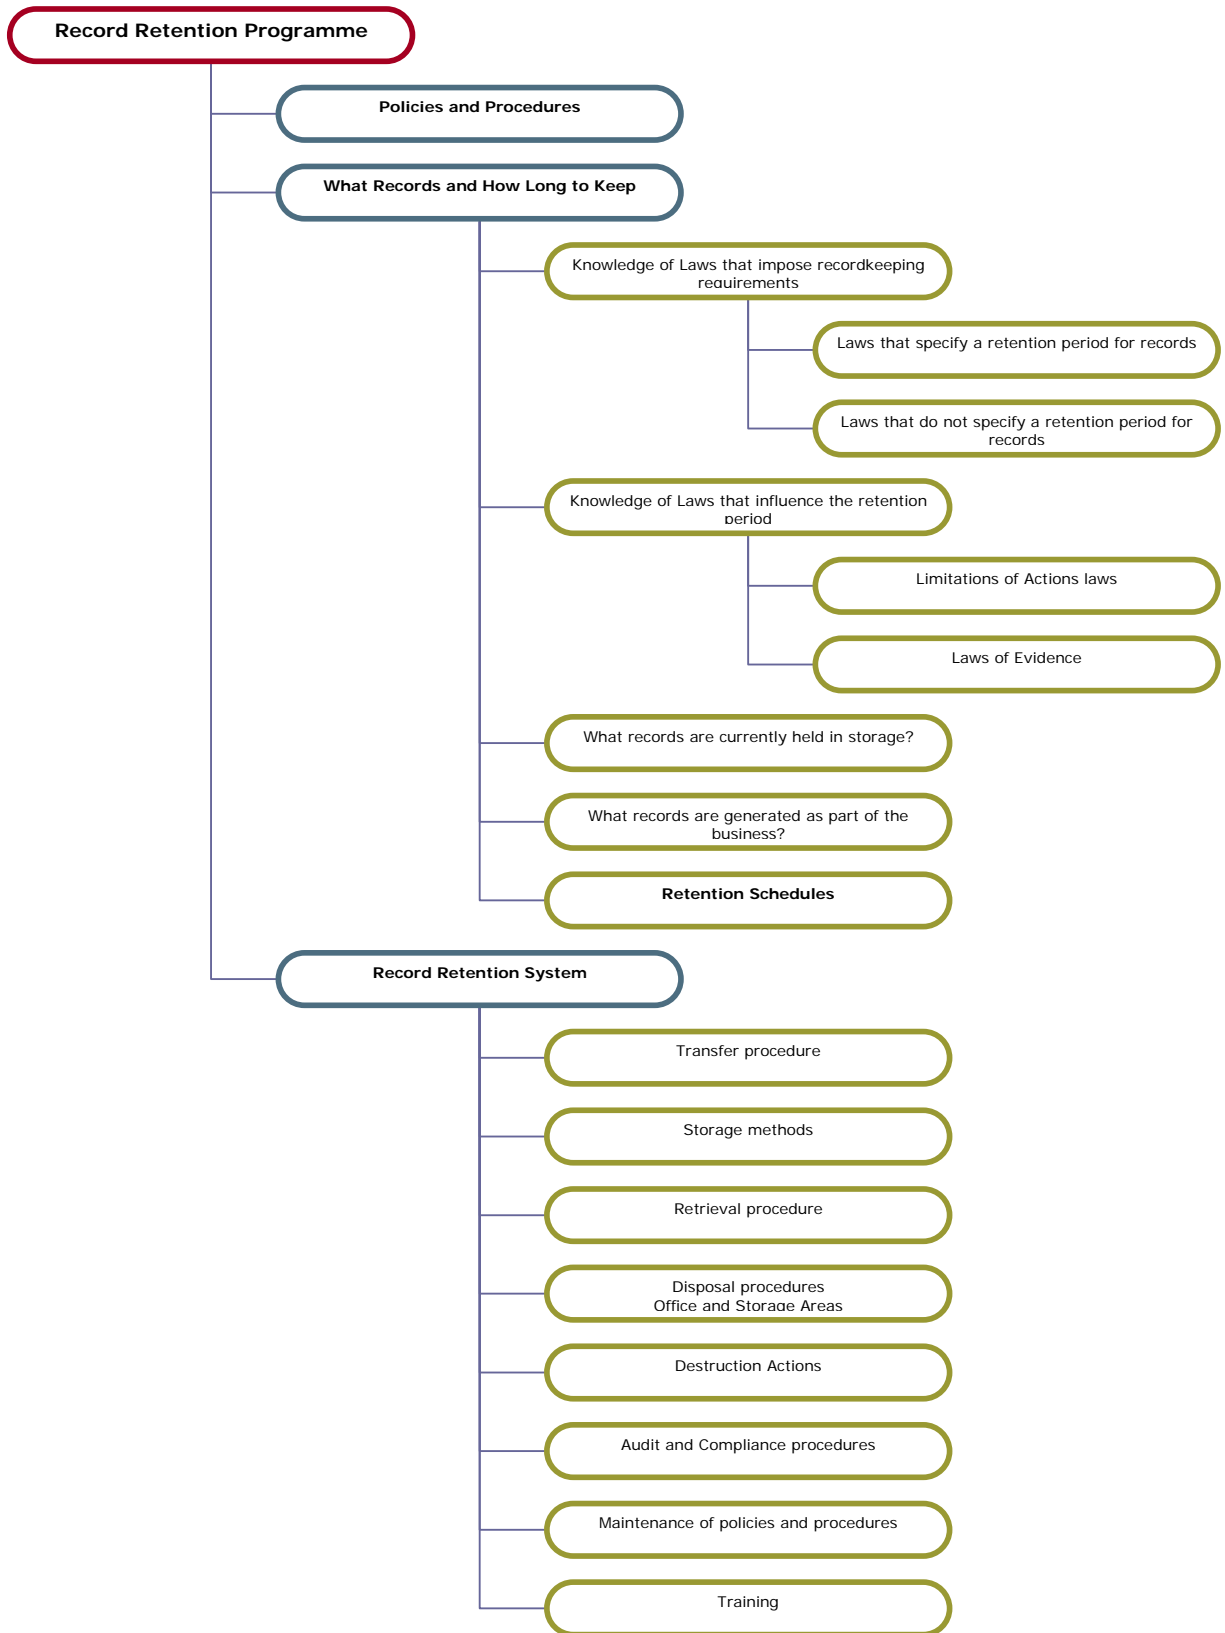 Record Retention Programme
Policies and Procedures
What Records and How Long to Keep
Knowledge of Laws that impose recordkeeping
requirements
Laws that specify a retention period for records
Laws that do not specify a retention period for
records
Knowledge of Laws that influence the retention
period
Limitations of Actions laws
Laws of Evidence
What records are currently held in storage?
What records are generated as part of the
business?
Retention Schedules
Record Retention System
Transfer procedure
Storage methods
Retrieval procedure
Disposal procedures
Office and Storage Areas
Destruction Actions
Audit and Compliance procedures
Maintenance of policies and procedures
Training